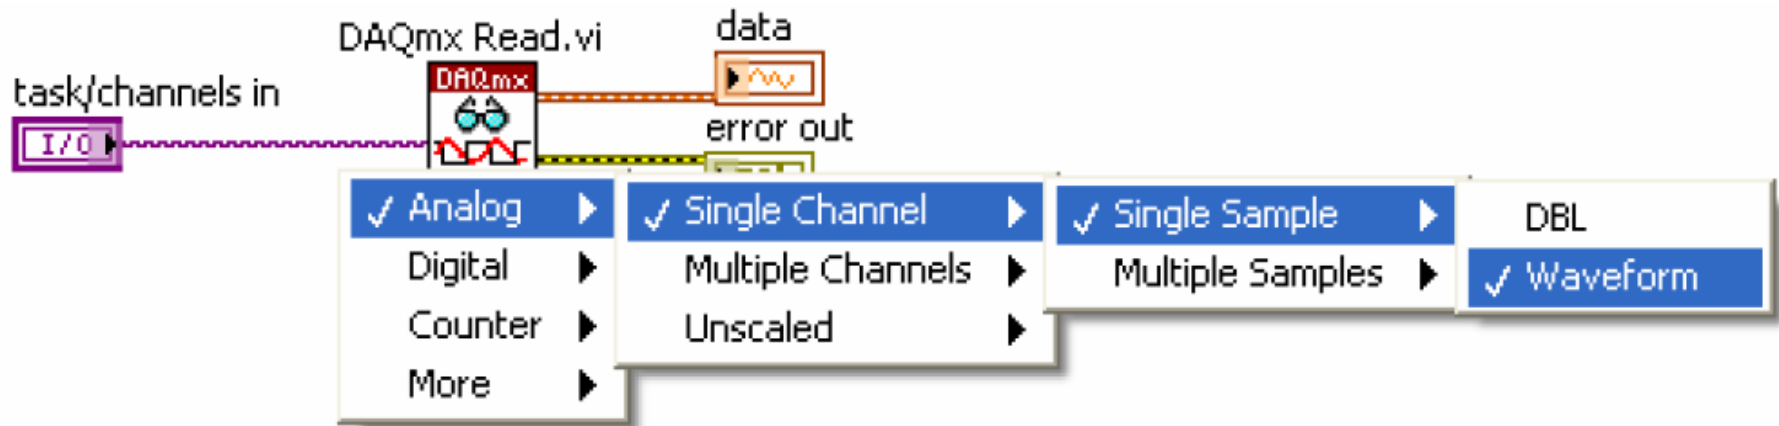 data
DAQmx Read.vi
DAQmx
task/channels in
I/O
error out
Analog
Digital
Counter
More
Single Channel
Multiple Channels
Unscaled
Single Sample
Multiple Samples
DBL
Waveform